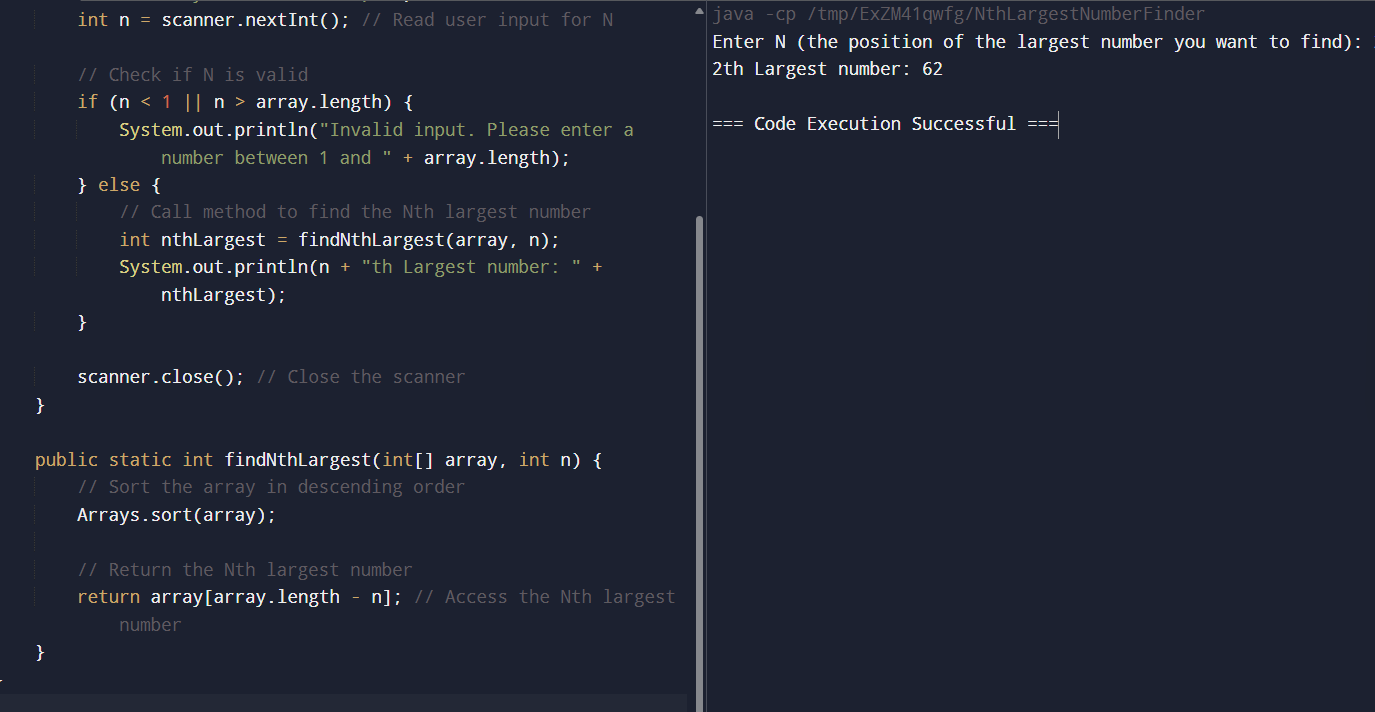 int n = scanner.nextInt(); // Read user input for N
// Check if N is valid
if (n < 1 || n > array.length) {
System.out.println("Invalid input. Please enter a
number between 1 and " + array.length);
} else {
// Call method to find the Nth largest number
int nthLargest = findNthLargest(array, n);
System.out.println(n + "th Largest number: " +
nthLargest);
}
scanner.close(); // Close the scanner
}
public static int findNthLargest(int[] array, int n) {
// Sort the array in descending order
Arrays.sort(array);
// Return the Nth largest number
return array[array.length - n]; // Access the Nth largest
number
}
java -cp /tmp/ExZM41qwfg/NthLargestNumberFinder
Enter N (the position of the largest number you want to find):
2th Largest number: 62
=== Code Execution Successful ===